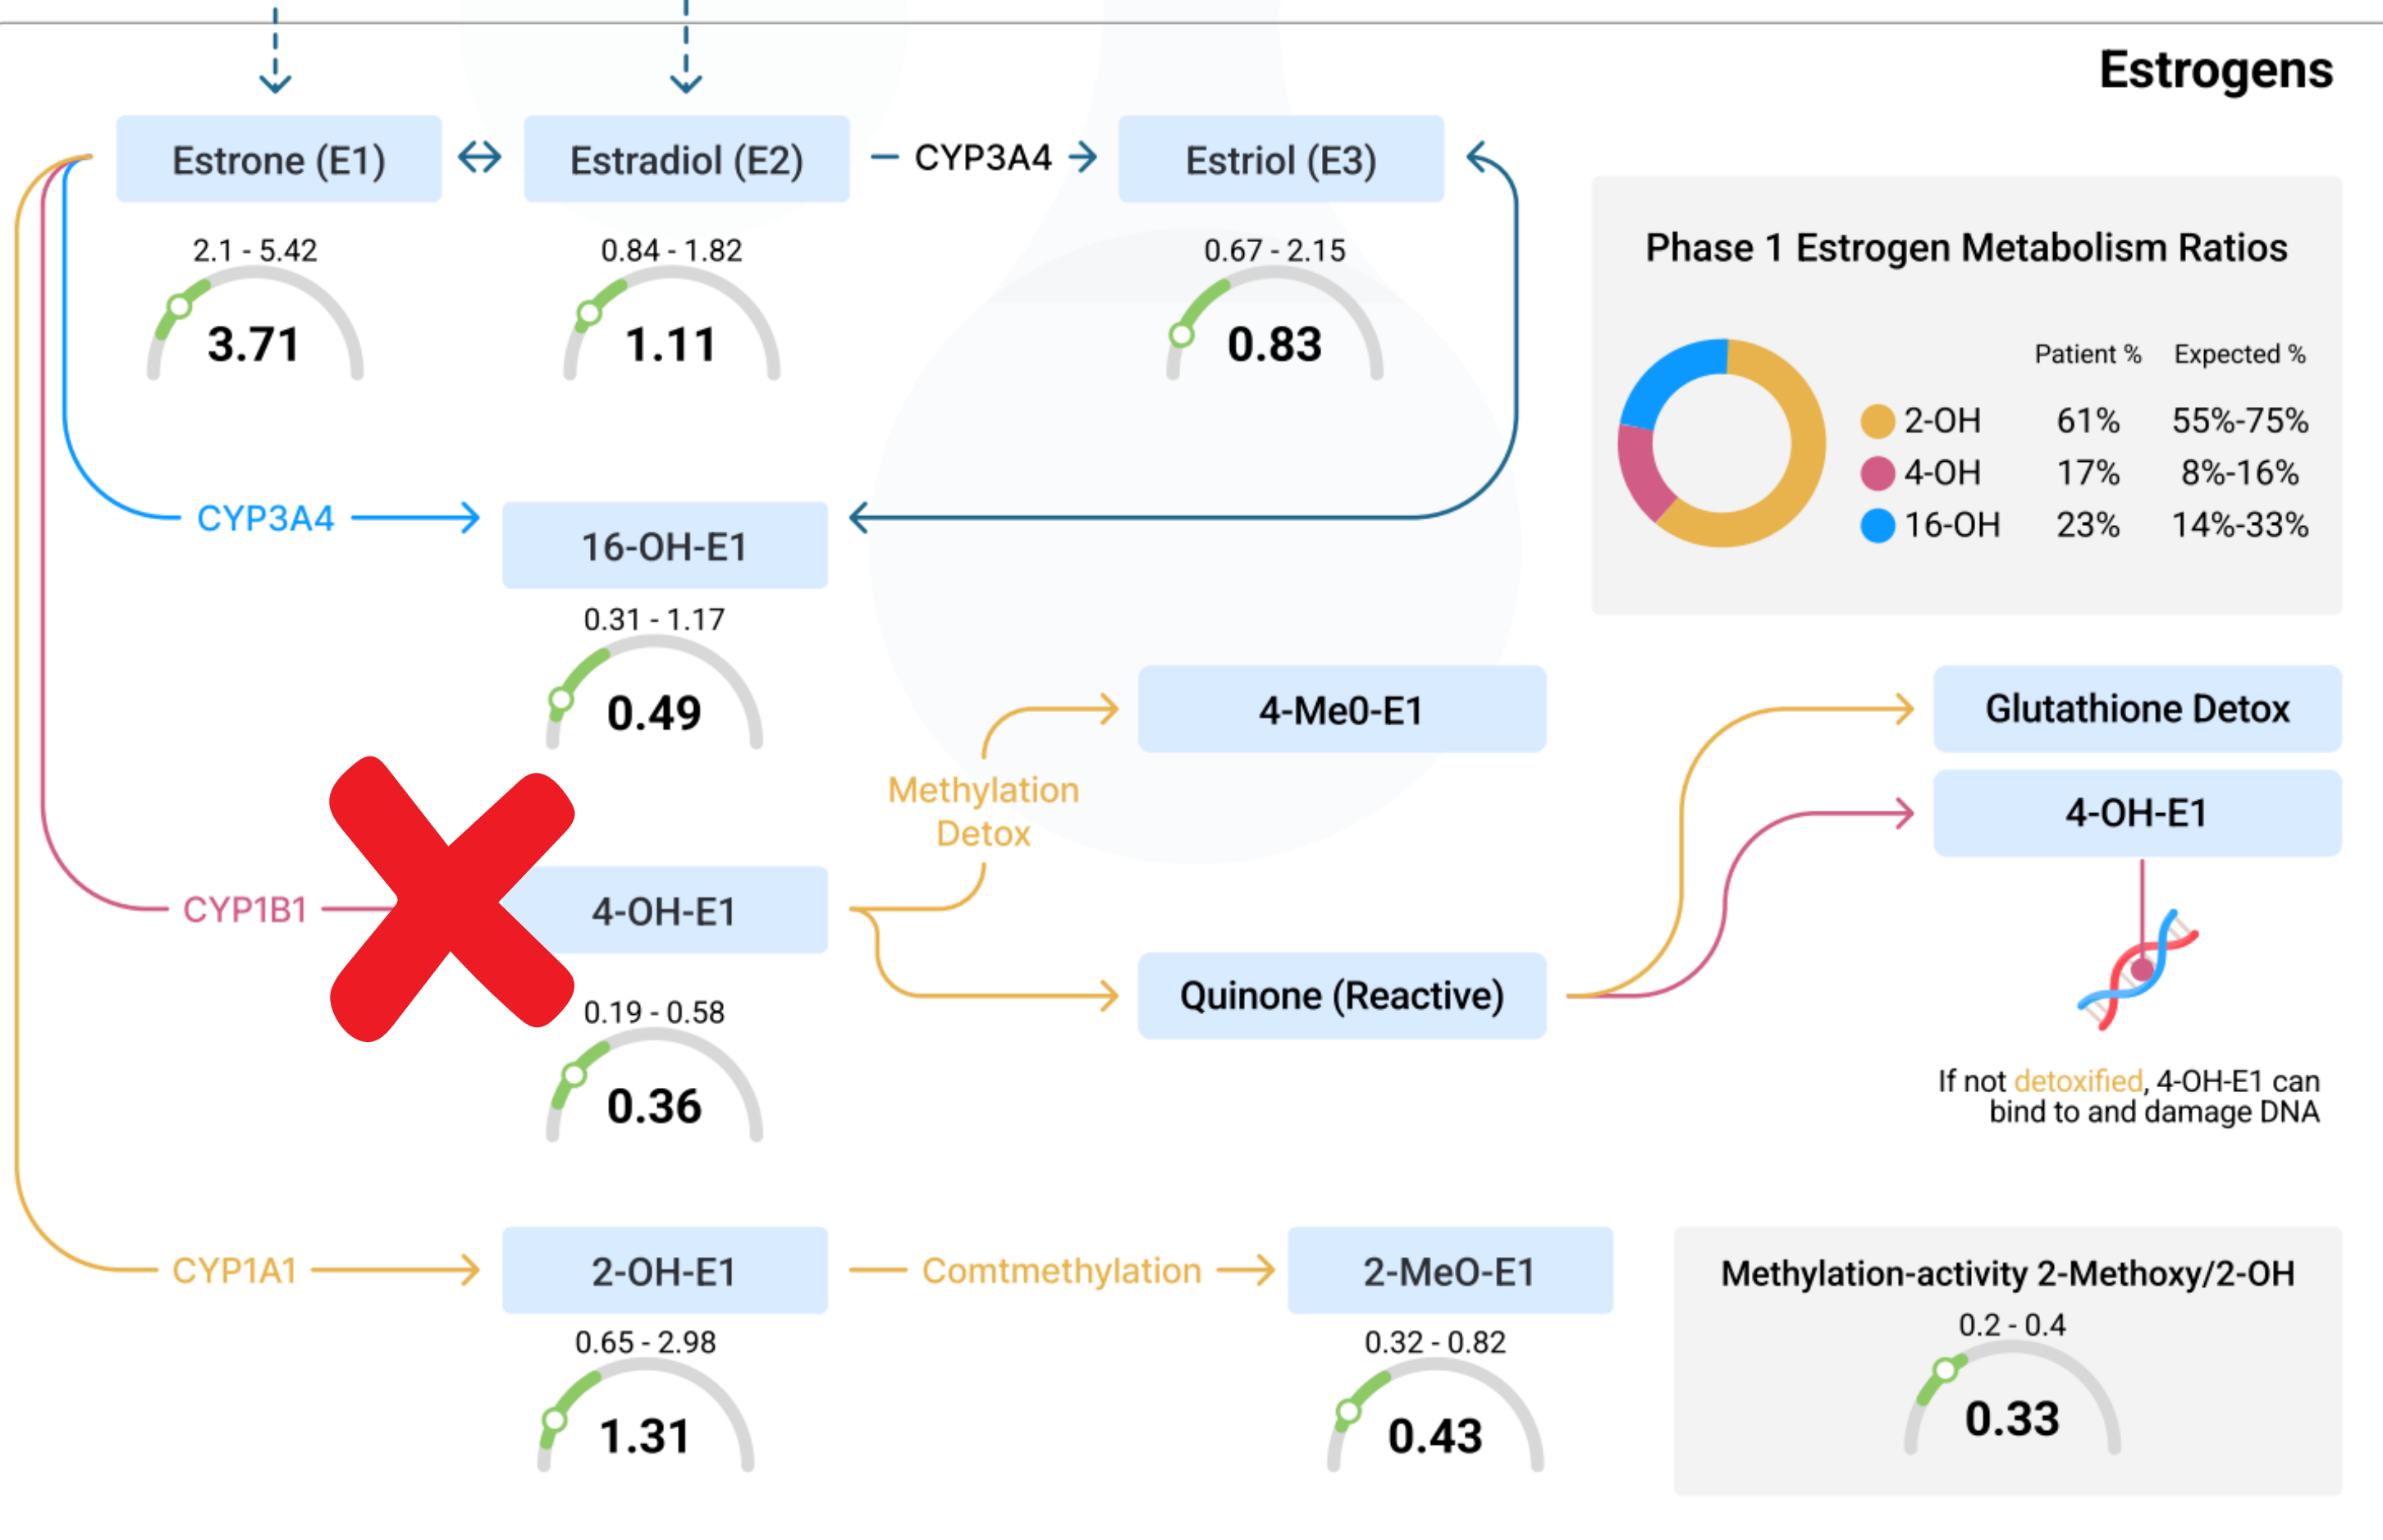 Estrogens
Estrone (E1)
Estradiol (E2)
CYP3A4
Estriol (E3)
2.1 - 5.42
3.71
0.84 - 1.82
1.11
0.67 - 2.15
0.83
Phase 1 Estrogen Metabolism Ratios
Patient % Expected %
2-OH 61% 55%-75%
4-OH 17% 8%-16%
16-OH 23% 14%-33%
CYP3A4
16-OH-E1
0.31 - 1.17
0.49
4-Me0-E1
Glutathione Detox
Methylation
Detox
4-OH-E1
CYP1B1
4-OH-E1
0.19 - 0.58
0.36
Quinone (Reactive)
If not detoxified, 4-OH-E1 can
bind to and damage DNA
CYP1A1
2-OH-E1
Comtmethylation
2-MeO-E1
0.65 - 2.98
1.31
0.32 - 0.82
0.43
Methylation-activity 2-Methoxy/2-OH
0.2 - 0.4
0.33